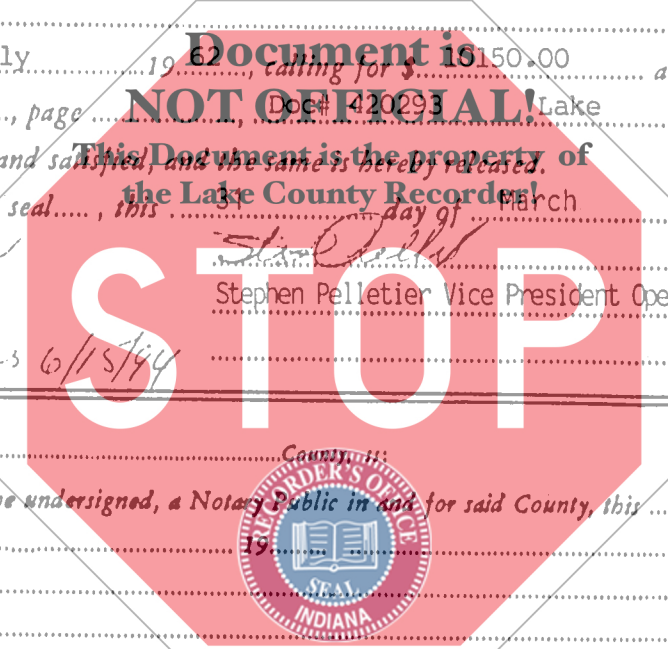 ly 19 62, calling for $ 16150.00 a
Document is
page Doc# 420293 Lake
NOT OFFICIAL!
and satisfied, and the same is hereby released.
This Document is the property of
the Lake County Recorder!
seal , this 31 day of March
STOP
Stephen Pelletier Vice President Ope
s 6/15/94
County, ss:
e undersigned, a Notary Public in and for said County, this
19
RECORDER'S OFFICE
SEAL
INDIANA